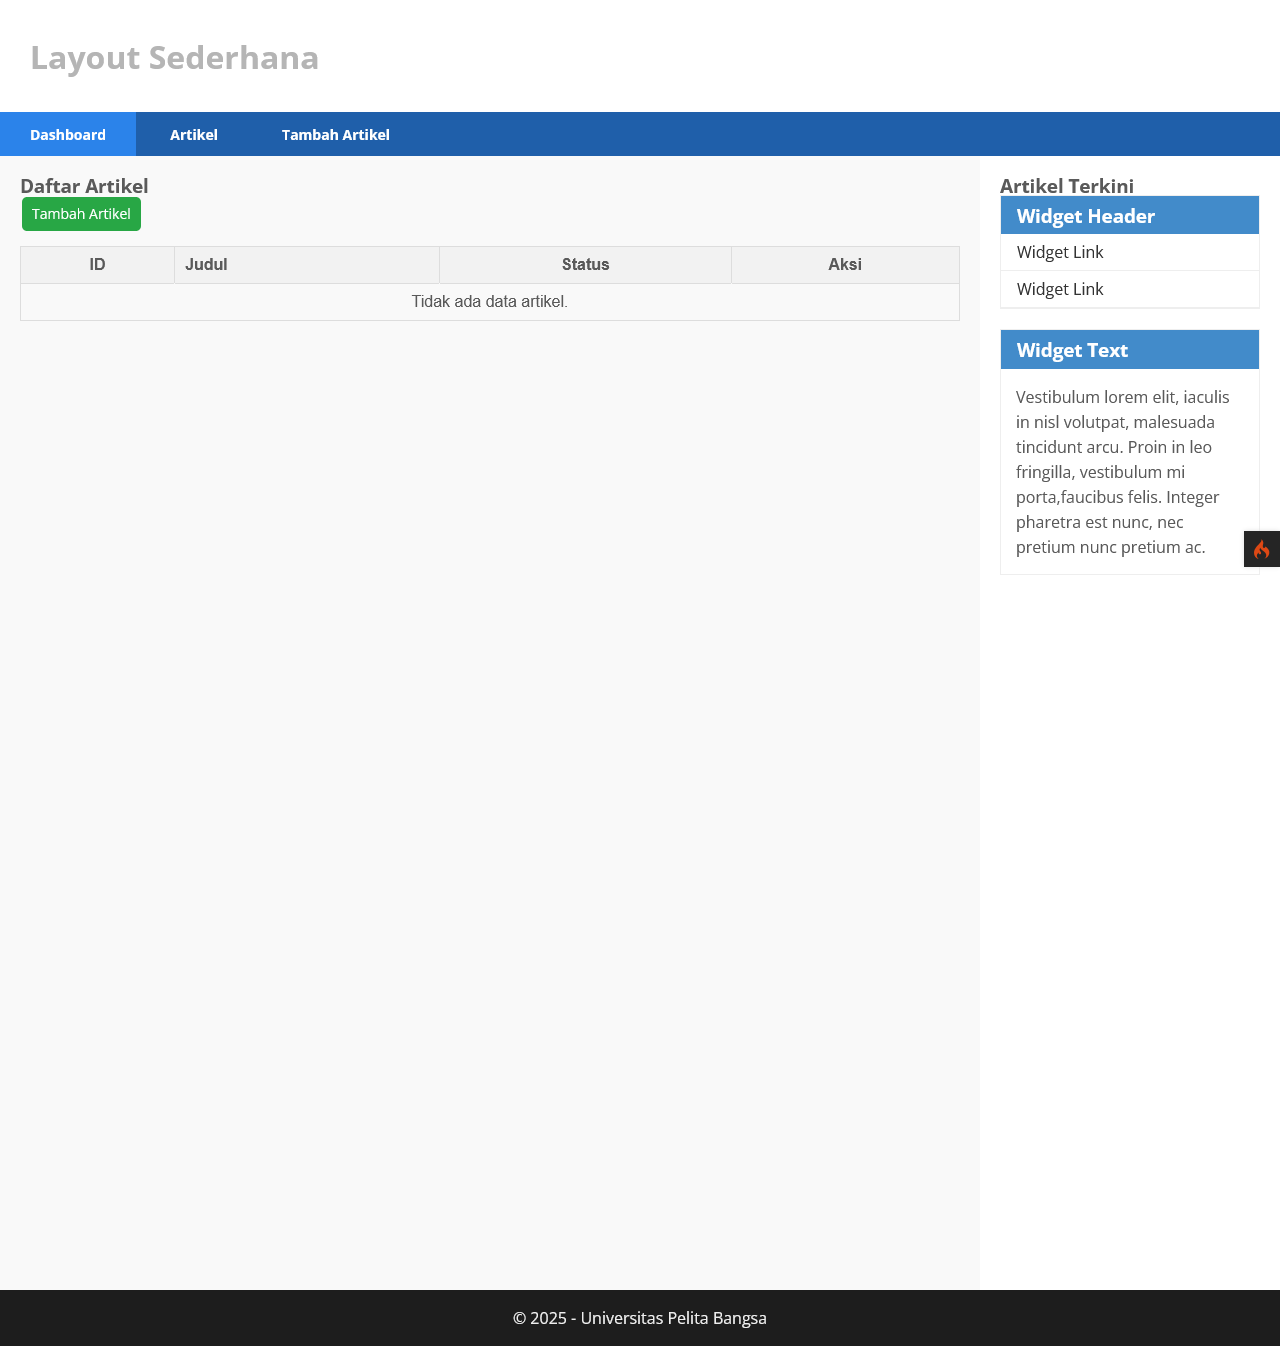 Layout Sederhana
Dashboard Artikel Tambah Artikel
Daftar Artikel
Tambah Artikel
ID Judul Status Aksi
Tidak ada data artikel.
Artikel Terkini
Widget Header
Widget Link
Widget Link
Widget Text
Vestibulum lorem elit, iaculis
in nisl volutpat, malesuada
tincidunt arcu. Proin in leo
fringilla, vestibulum mi
porta,faucibus felis. Integer
pharetra est nunc, nec
pretium nunc pretium ac.
© 2025 - Universitas Pelita Bangsa